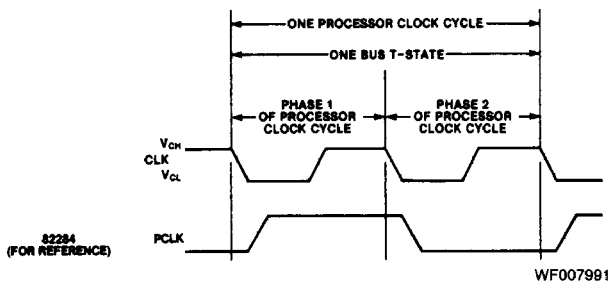 ONE PROCESSOR CLOCK CYCLE
ONE BUS T-STATE
PHASE 1
OF PROCESSOR
CLOCK CYCLE
PHASE 2
OF PROCESSOR
CLOCK CYCLE
VCH
CLK
VCL
82284
(FOR REFERENCE)
PCLK
WF007991